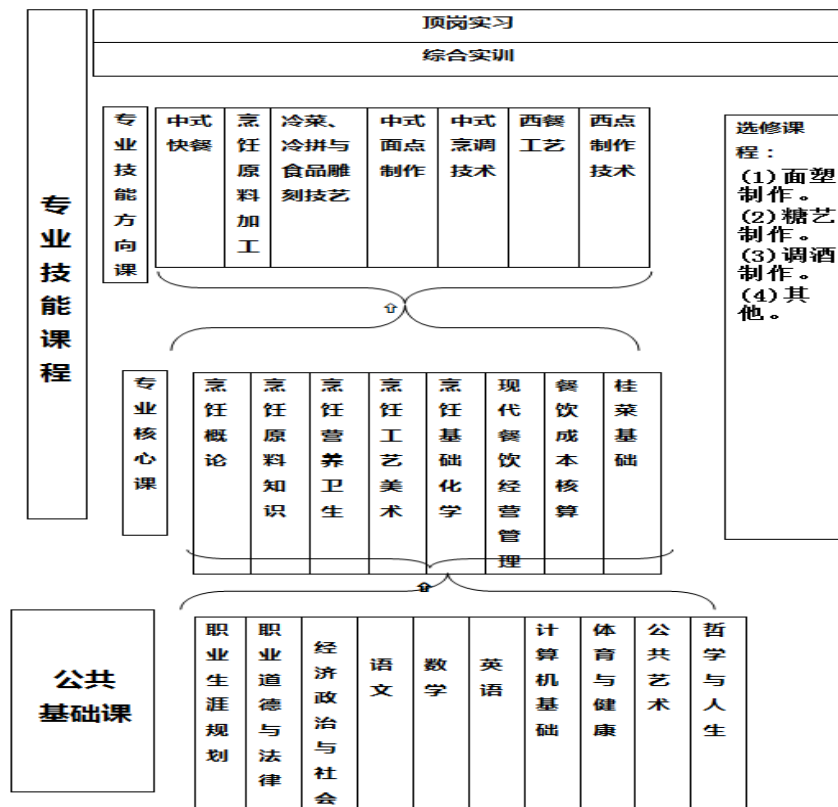 顶岗实习
综合实训
专业技能课程
专业技能方向课
中式
快餐
烹饪原料加工
冷菜、
冷拼与
食品雕
刻技艺
中式
面点
制作
中式
烹调
技术
西餐
工艺
西点
制作
技术
选修课
程：
(1)面塑
制作。
(2)糖艺
制作。
(3)调酒
制作。
(4)其
他。
专业核心课
烹饪概论
烹饪原料知识
烹饪营养卫生
烹饪工艺美术
烹饪基础化学
现代餐饮经营管理
餐饮成本核算
桂菜基础
公共
基础课
职业生涯规划
职业道德与法律
经济政治与社会
语文
数学
英语
计算机基础
体育与健康
公共艺术
哲学与人生